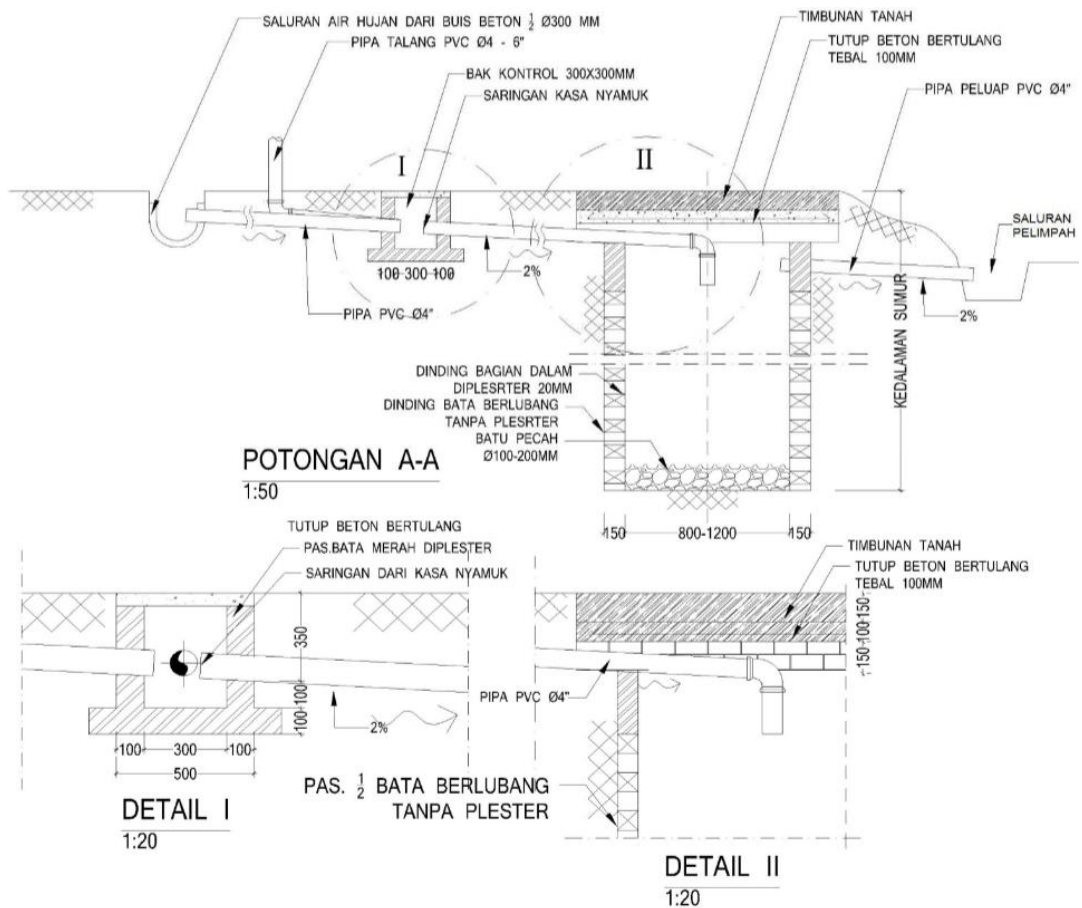 SALURAN AIR HUJAN DARI BUIS BETON 1/2 Ø300 MM
PIPA TALANG PVC Ø4 - 6"
BAK KONTROL 300X300MM
SARINGAN KASA NYAMUK
TIMBUNAN TANAH
TUTUP BETON BERTULANG
TEBAL 100MM
PIPA PELUAP PVC Ø4"
I
II
SALURAN
PELIMPAH
100 300 100
2%
PIPA PVC Ø4"
2%
KEDALAMAN SUMUR
DINDING BAGIAN DALAM
DIPLESRTER 20MM
DINDING BATA BERLUBANG
TANPA PLESRTER
BATU PECAH
Ø100-200MM
150
800-1200
150
POTONGAN A-A
1:50
TUTUP BETON BERTULANG
PAS.BATA MERAH DIPLESTER
SARINGAN DARI KASA NYAMUK
350
100
100
2%
100
300
100
500
DETAIL I
1:20
TIMBUNAN TANAH
TUTUP BETON BERTULANG
TEBAL 100MM
150
100
150
PIPA PVC Ø4"
PAS. 1/2 BATA BERLUBANG
TANPA PLESTER
DETAIL II
1:20